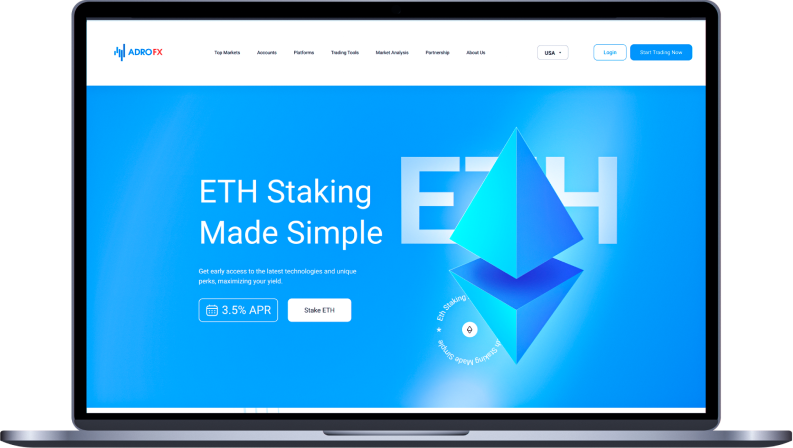 ADROFX
Top Markets
Accounts
Platforms
Trading Tools
Market Analysis
Partnership
About Us
USA
Login
Start Trading Now
ETH
ETH Staking
Made Simple
Get early access to the latest technologies and unique
perks, maximizing your yield.
3.5% APR
Stake ETH
Eth Staking
th Staking Made Simple